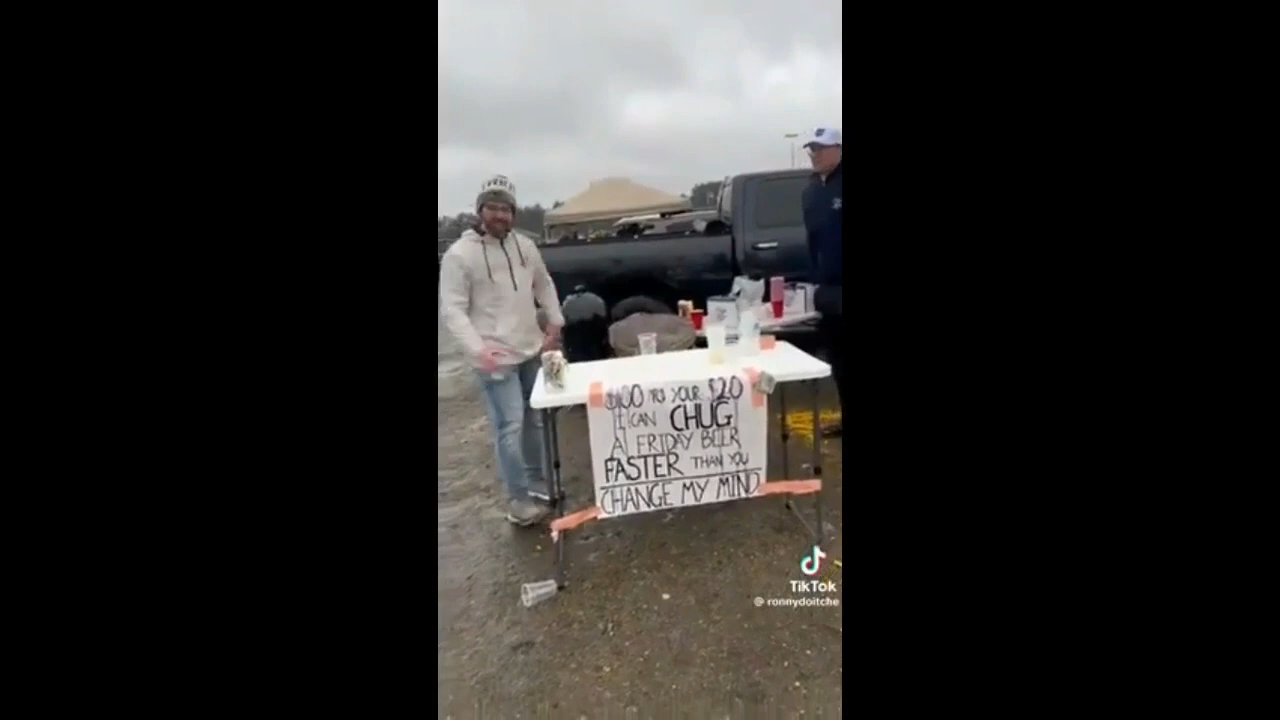 $100 TO YOUR $20
I CAN CHUG
A FRIDAY BEER
FASTER THAN YOU
CHANGE MY MIND
TikTok
@ ronnydoitche